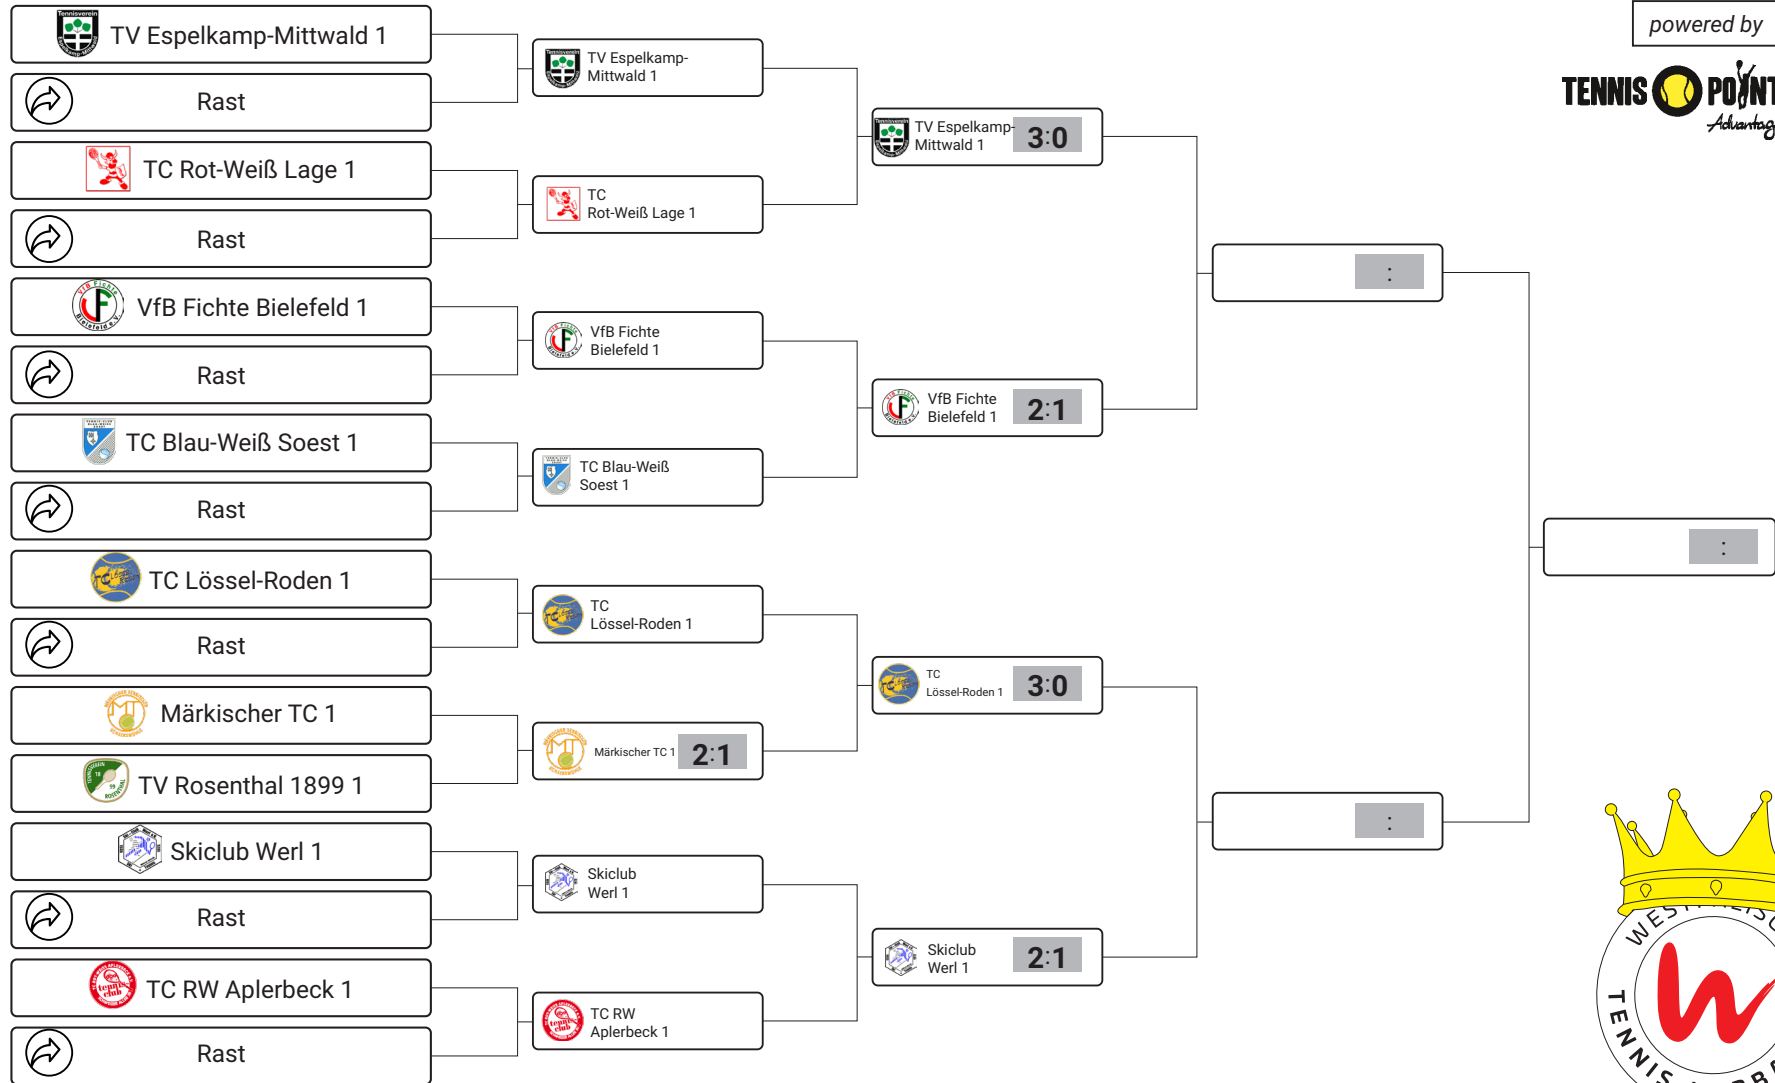 TV Espelkamp-Mittwald 1
Rast
TC Rot-Weiß Lage 1
Rast
VfB Fichte Bielefeld 1
Rast
TC Blau-Weiß Soest 1
Rast
TC Lössel-Roden 1
Rast
Märkischer TC 1
TV Rosenthal 1899 1
Skiclub Werl 1
Rast
TC RW Aplerbeck 1
Rast
TV Espelkamp-
Mittwald 1
TC
Rot-Weiß Lage 1
VfB Fichte
Bielefeld 1
TC Blau-Weiß
Soest 1
TC
Lössel-Roden 1
Märkischer TC 1 2:1
Skiclub
Werl 1
TC RW
Aplerbeck 1
TV Espelkamp-
Mittwald 1 3:0
VfB Fichte
Bielefeld 1 2:1
TC
Lössel-Roden 1 3:0
Skiclub
Werl 1 2:1
:
:
:
powered by
TENNIS POINT
Advantag